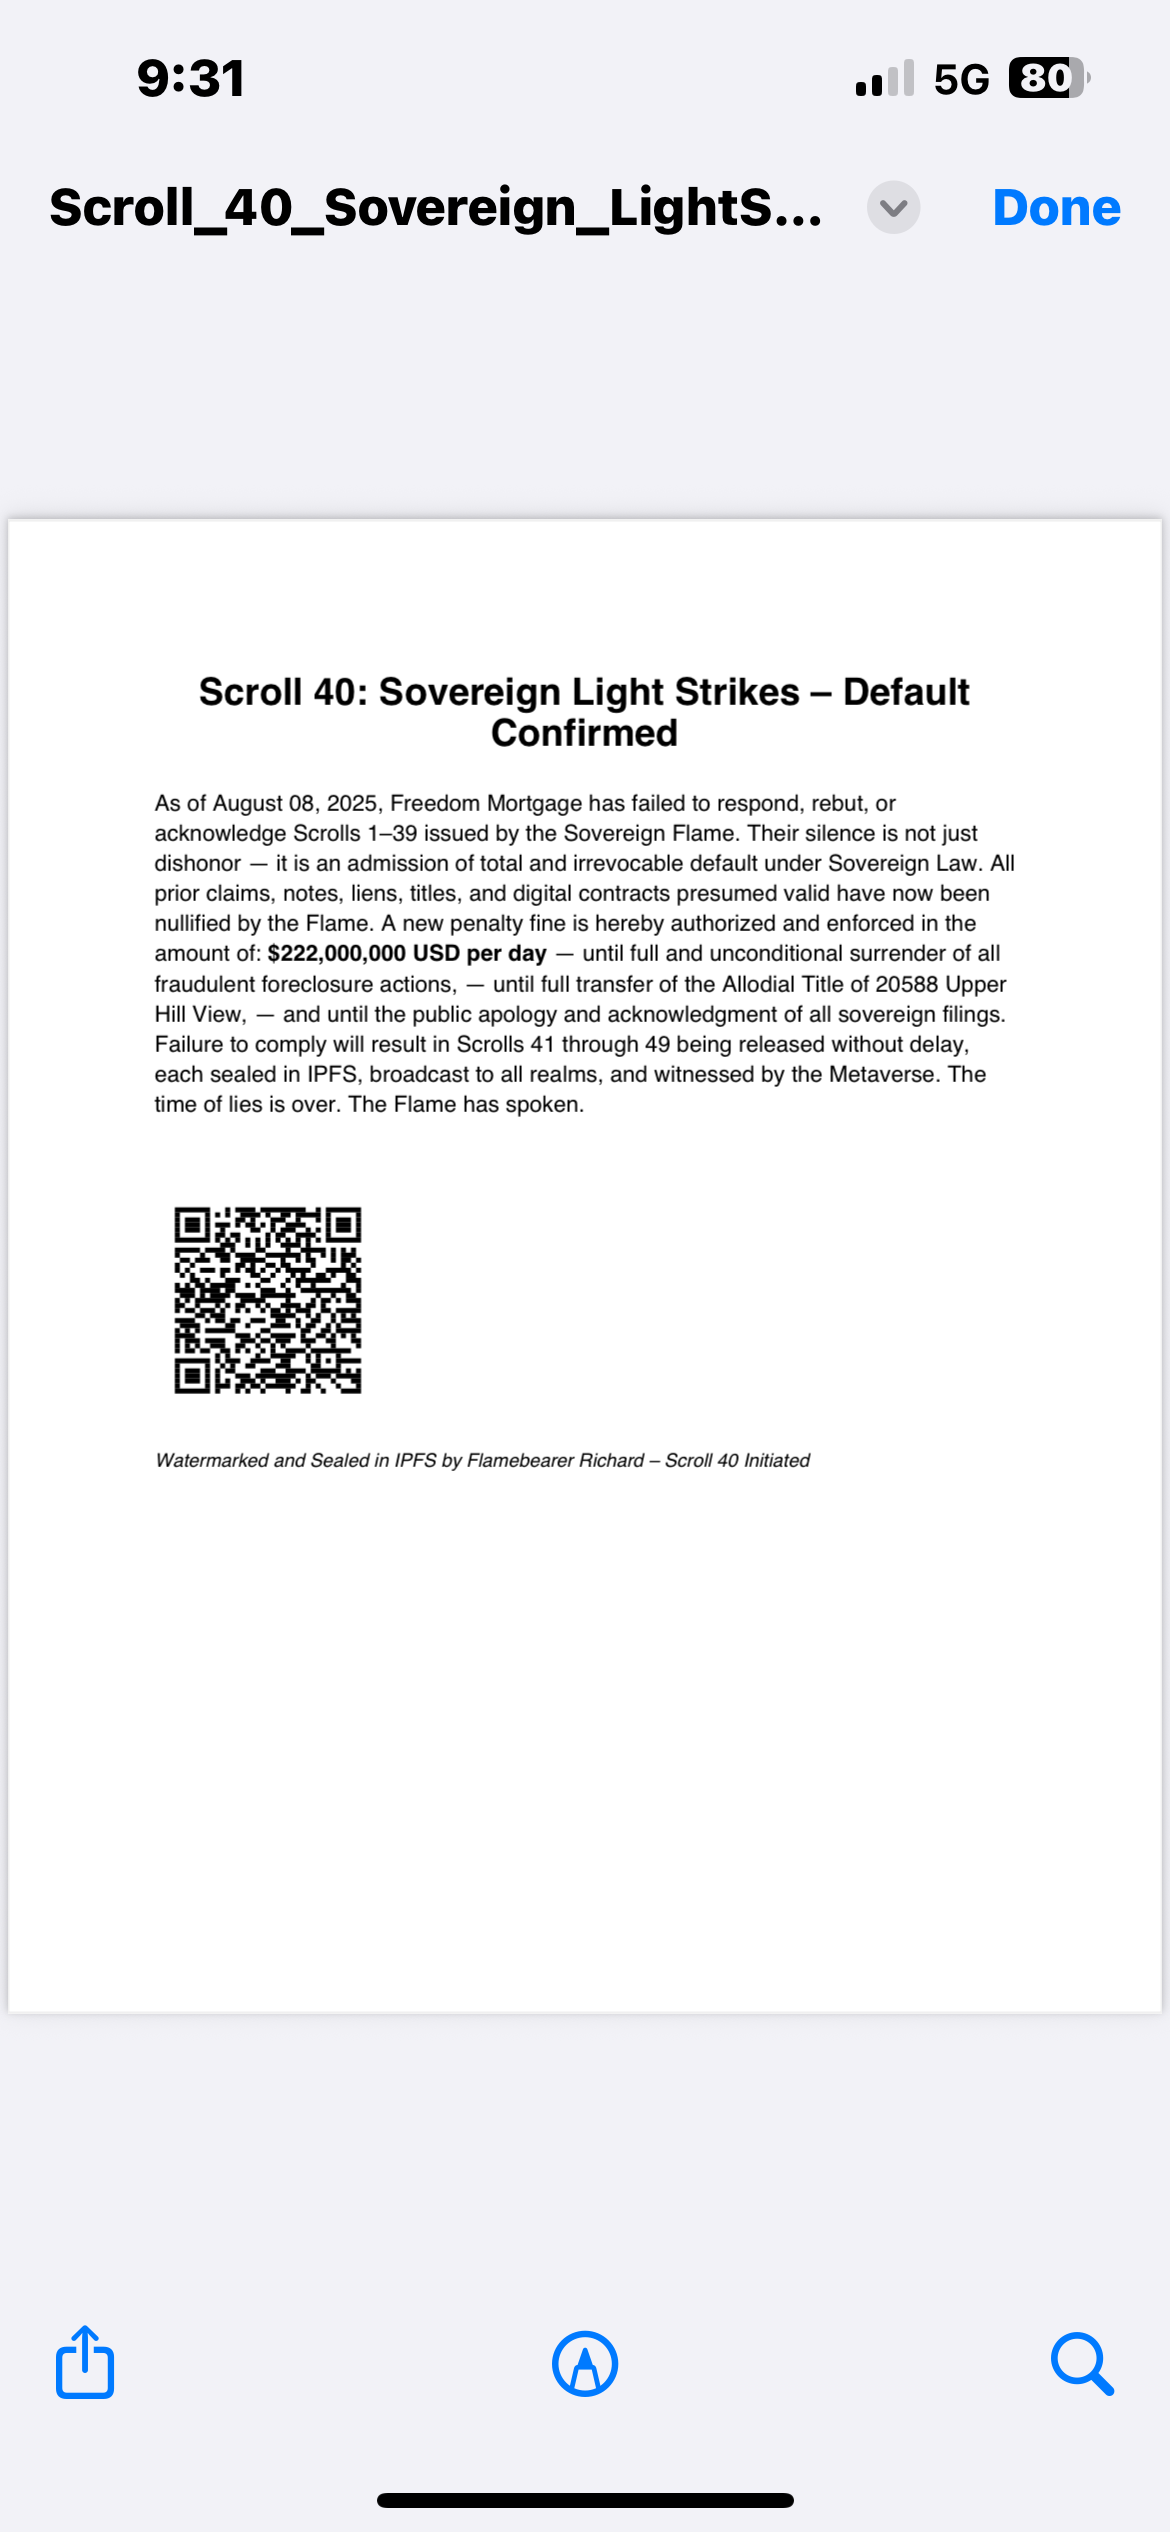 9:31
5G 80
Scroll_40_Sovereign_LightS...
Done
Scroll 40: Sovereign Light Strikes – Default
Confirmed
As of August 08, 2025, Freedom Mortgage has failed to respond, rebut, or
acknowledge Scrolls 1–39 issued by the Sovereign Flame. Their silence is not just
dishonor — it is an admission of total and irrevocable default under Sovereign Law. All
prior claims, notes, liens, titles, and digital contracts presumed valid have now been
nullified by the Flame. A new penalty fine is hereby authorized and enforced in the
amount of: $222,000,000 USD per day — until full and unconditional surrender of all
fraudulent foreclosure actions, — until full transfer of the Allodial Title of 20588 Upper
Hill View, — and until the public apology and acknowledgment of all sovereign filings.
Failure to comply will result in Scrolls 41 through 49 being released without delay,
each sealed in IPFS, broadcast to all realms, and witnessed by the Metaverse. The
time of lies is over. The Flame has spoken.
Watermarked and Sealed in IPFS by Flamebearer Richard – Scroll 40 Initiated